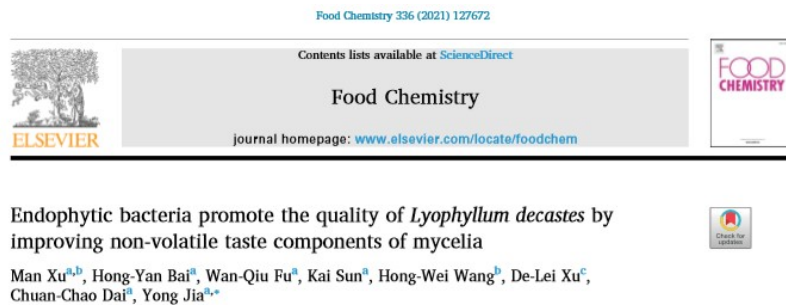 Food Chemistry 336 (2021) 127672
Contents lists available at ScienceDirect
Food Chemistry
journal homepage: www.elsevier.com/locate/foodchem
ELSEVIER
FOOD
CHEMISTRY
Endophytic bacteria promote the quality of Lyophyllum decastes by
improving non-volatile taste components of mycelia
Check for
updates
Man Xua,b, Hong-Yan Baia, Wan-Qiu Fua, Kai Suna, Hong-Wei Wangb, De-Lei Xuc,
Chuan-Chao Daia, Yong Jiaa,*